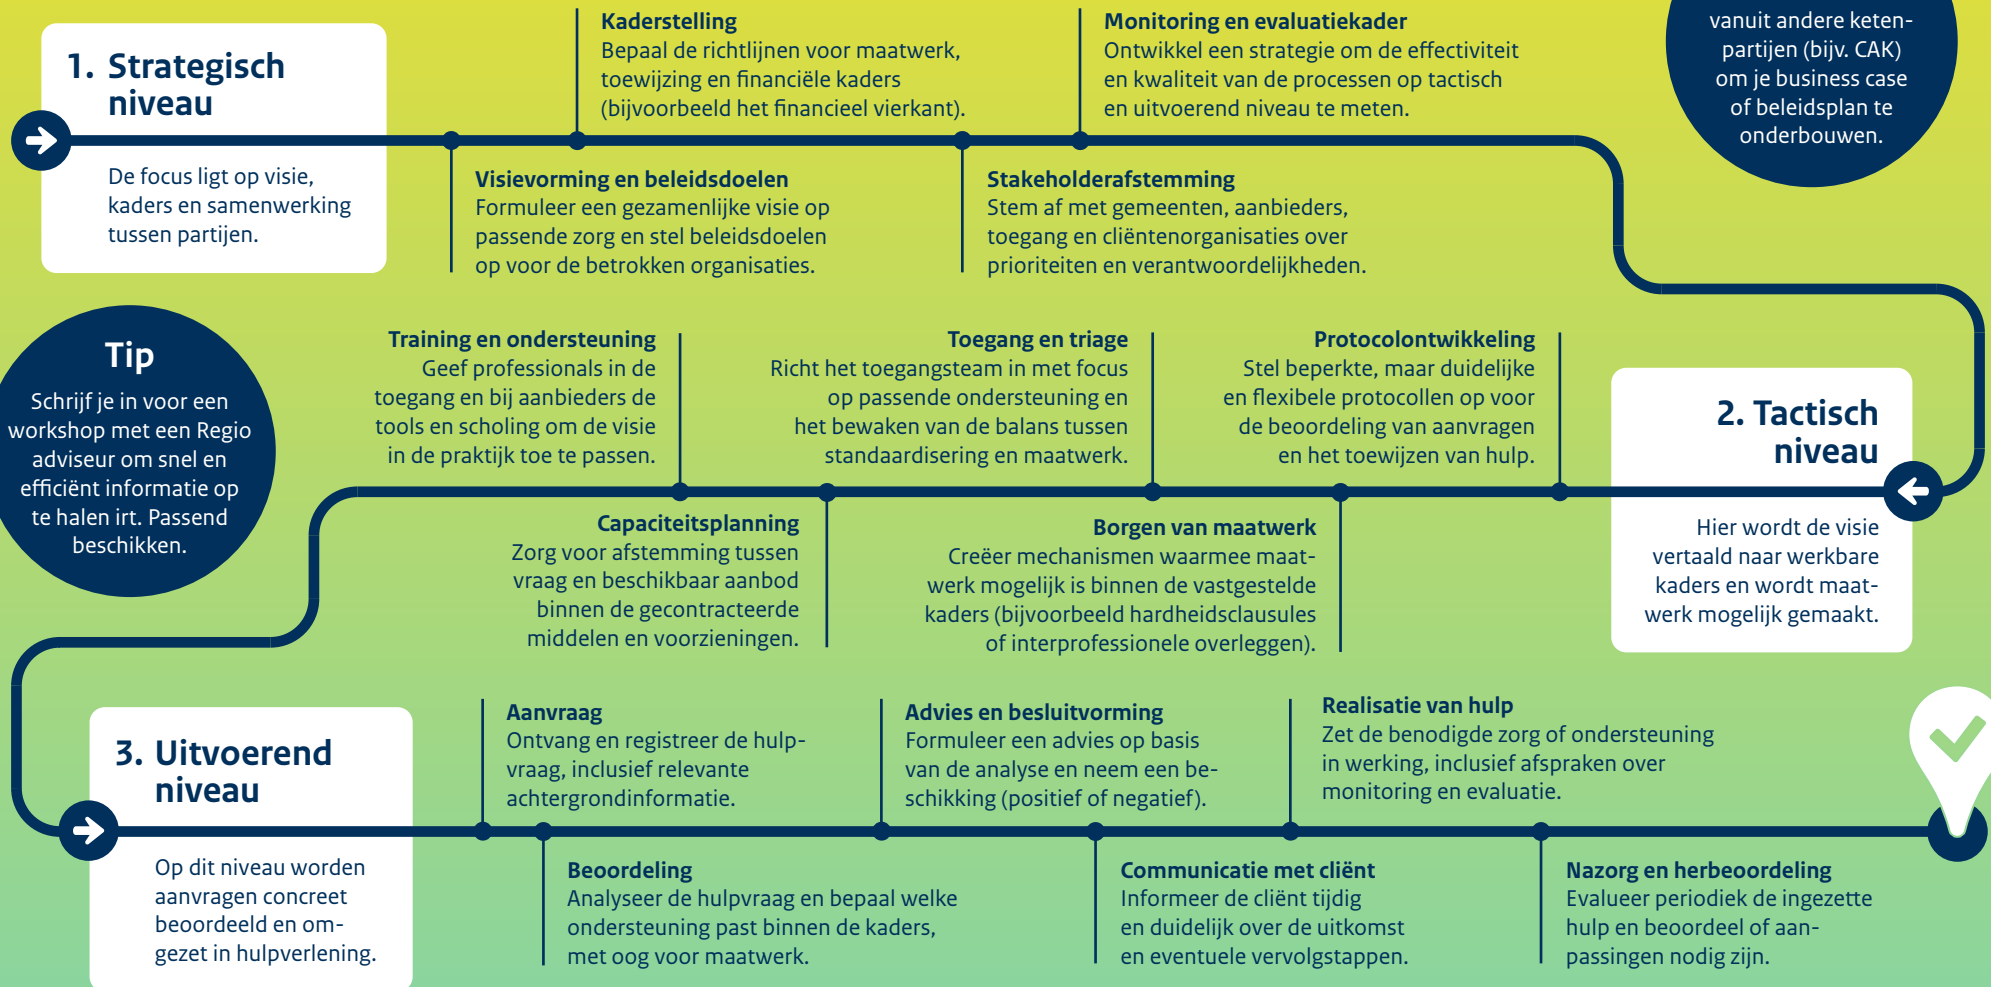 1. Strategisch
niveau
De focus ligt op visie,
kaders en samenwerking
tussen partijen.
Visievorming en beleidsdoelen
Formuleer een gezamenlijke visie op
passende zorg en stel beleidsdoelen
op voor de betrokken organisaties.
Kaderstelling
Bepaal de richtlijnen voor maatwerk,
toewijzing en financiële kaders
(bijvoorbeeld het financieel vierkant).
Stakeholderafstemming
Stem af met gemeenten, aanbieders,
toegang en cliëntenorganisaties over
prioriteiten en verantwoordelijkheden.
Monitoring en evaluatiekader
Ontwikkel een strategie om de effectiviteit
en kwaliteit van de processen op tactisch
en uitvoerend niveau te meten.
vanuit andere keten-
partijen (bijv. CAK)
om je business case
of beleidsplan te
onderbouwen.
2. Tactisch
niveau
Hier wordt de visie
vertaald naar werkbare
kaders en wordt maat-
werk mogelijk gemaakt.
Protocolontwikkeling
Stel beperkte, maar duidelijke
en flexibele protocollen op voor
de beoordeling van aanvragen
en het toewijzen van hulp.
Borgen van maatwerk
Creëer mechanismen waarmee maat-
werk mogelijk is binnen de vastgestelde
kaders (bijvoorbeeld hardheidsclausules
of interprofessionele overleggen).
Toegang en triage
Richt het toegangsteam in met focus
op passende ondersteuning en
het bewaken van de balans tussen
standaardisering en maatwerk.
Capaciteitsplanning
Zorg voor afstemming tussen
vraag en beschikbaar aanbod
binnen de gecontracteerde
middelen en voorzieningen.
Training en ondersteuning
Geef professionals in de
toegang en bij aanbieders de
tools en scholing om de visie
in de praktijk toe te passen.
Tip
Schrijf je in voor een
workshop met een Regio
adviseur om snel en
efficiënt informatie op
te halen irt. Passend
beschikken.
3. Uitvoerend
niveau
Op dit niveau worden
aanvragen concreet
beoordeeld en om-
gezet in hulpverlening.
Aanvraag
Ontvang en registreer de hulp-
vraag, inclusief relevante
achtergrondinformatie.
Beoordeling
Analyseer de hulpvraag en bepaal welke
ondersteuning past binnen de kaders,
met oog voor maatwerk.
Advies en besluitvorming
Formuleer een advies op basis
van de analyse en neem een be-
schikking (positief of negatief).
Communicatie met cliënt
Informeer de cliënt tijdig
en duidelijk over de uitkomst
en eventuele vervolgstappen.
Realisatie van hulp
Zet de benodigde zorg of ondersteuning
in werking, inclusief afspraken over
monitoring en evaluatie.
Nazorg en herbeoordeling
Evalueer periodiek de ingezette
hulp en beoordeel of aan-
passingen nodig zijn.